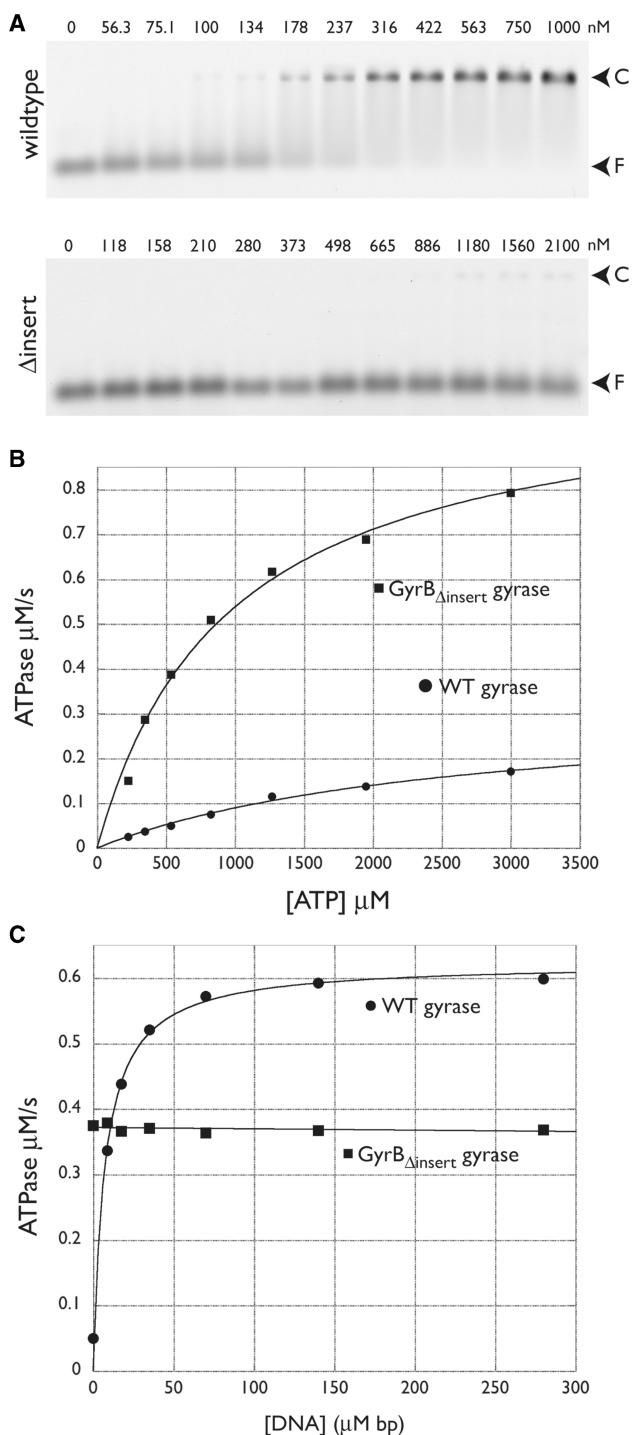 A
0 56.3 75.1 100 134 178 237 316 422 563 750 1000 nM
wildtype
C
F
0 118 158 210 280 373 498 665 886 1180 1560 2100 nM
Δinsert
C
F
B
0.8
0.7
0.6
0.5
0.4
0.3
0.2
0.1
0
ATPase μM/s
GyrBΔinsert gyrase
WT gyrase
0 500 1000 1500 2000 2500 3000 3500
[ATP] μM
C
0.6
0.5
0.4
0.3
0.2
0.1
0
ATPase μM/s
WT gyrase
GyrBΔinsert gyrase
0 50 100 150 200 250 300
[DNA] (μM bp)